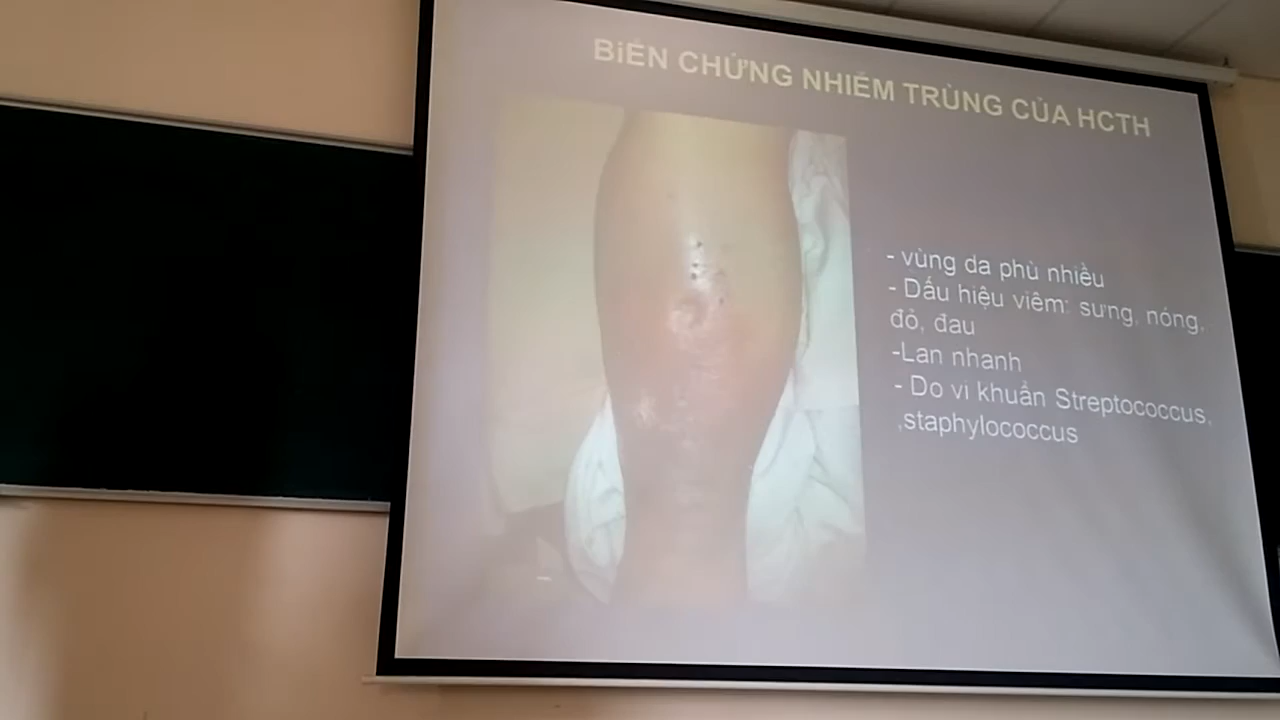 BiẾN CHỨNG NHIỄM TRÙNG CỦA HCTH
- vùng da phù nhiều
- Dấu hiệu viêm: sưng, nóng,
đỏ, đau
-Lan nhanh
- Do vi khuẩn Streptococcus,
,staphylococcus